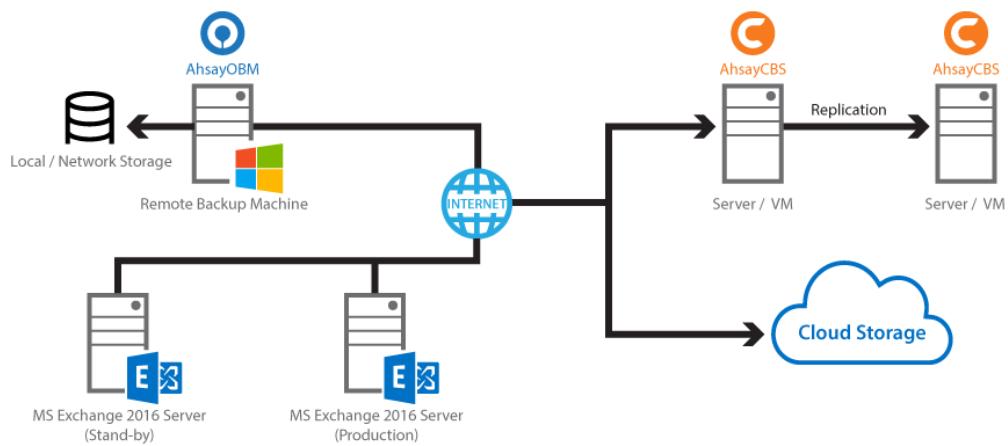 AhsayOBM
AhsayCBS
AhsayCBS
Replication
Local / Network Storage
Remote Backup Machine
INTERNET
Server / VM
Server / VM
Cloud Storage
E
E
MS Exchange 2016 Server
(Stand-by)
MS Exchange 2016 Server
(Production)